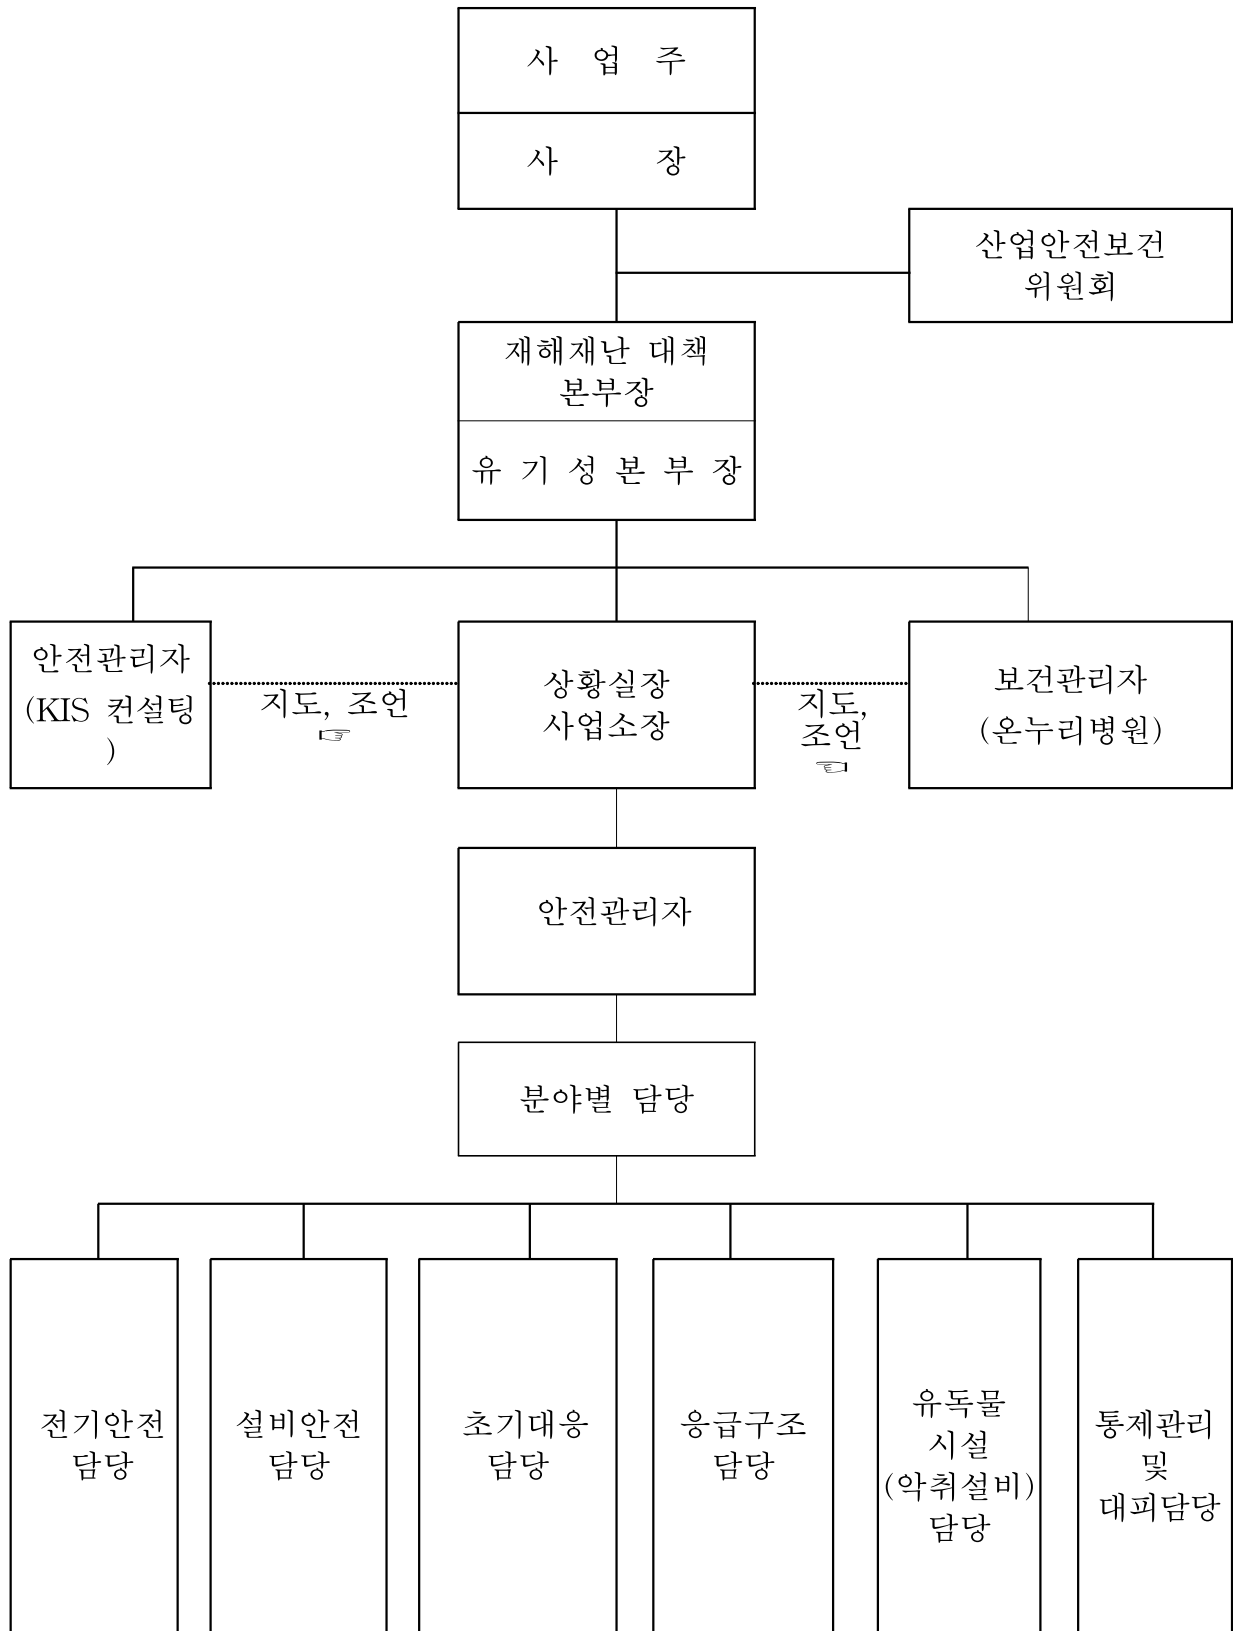 사 업 주
사 장
산업안전보건
위원회
재해재난 대책
본부장
유 기 성 본 부 장
안전관리자
(KIS 컨설팅
)
지도, 조언
☞
상황실장
사업소장
지도,
조언
☜
보건관리자
(온누리병원)
안전관리자
분야별 담당
전기안전
담당
설비안전
담당
초기대응
담당
응급구조
담당
유독물
시설
(악취설비)
담당
통제관리
및
대피담당